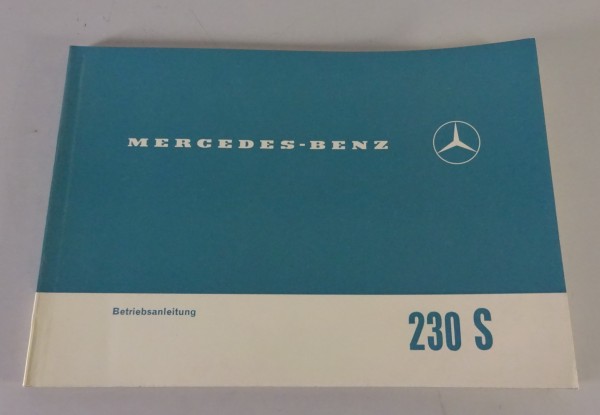 MERCEDES-BENZ
Betriebsanleitung
230 S